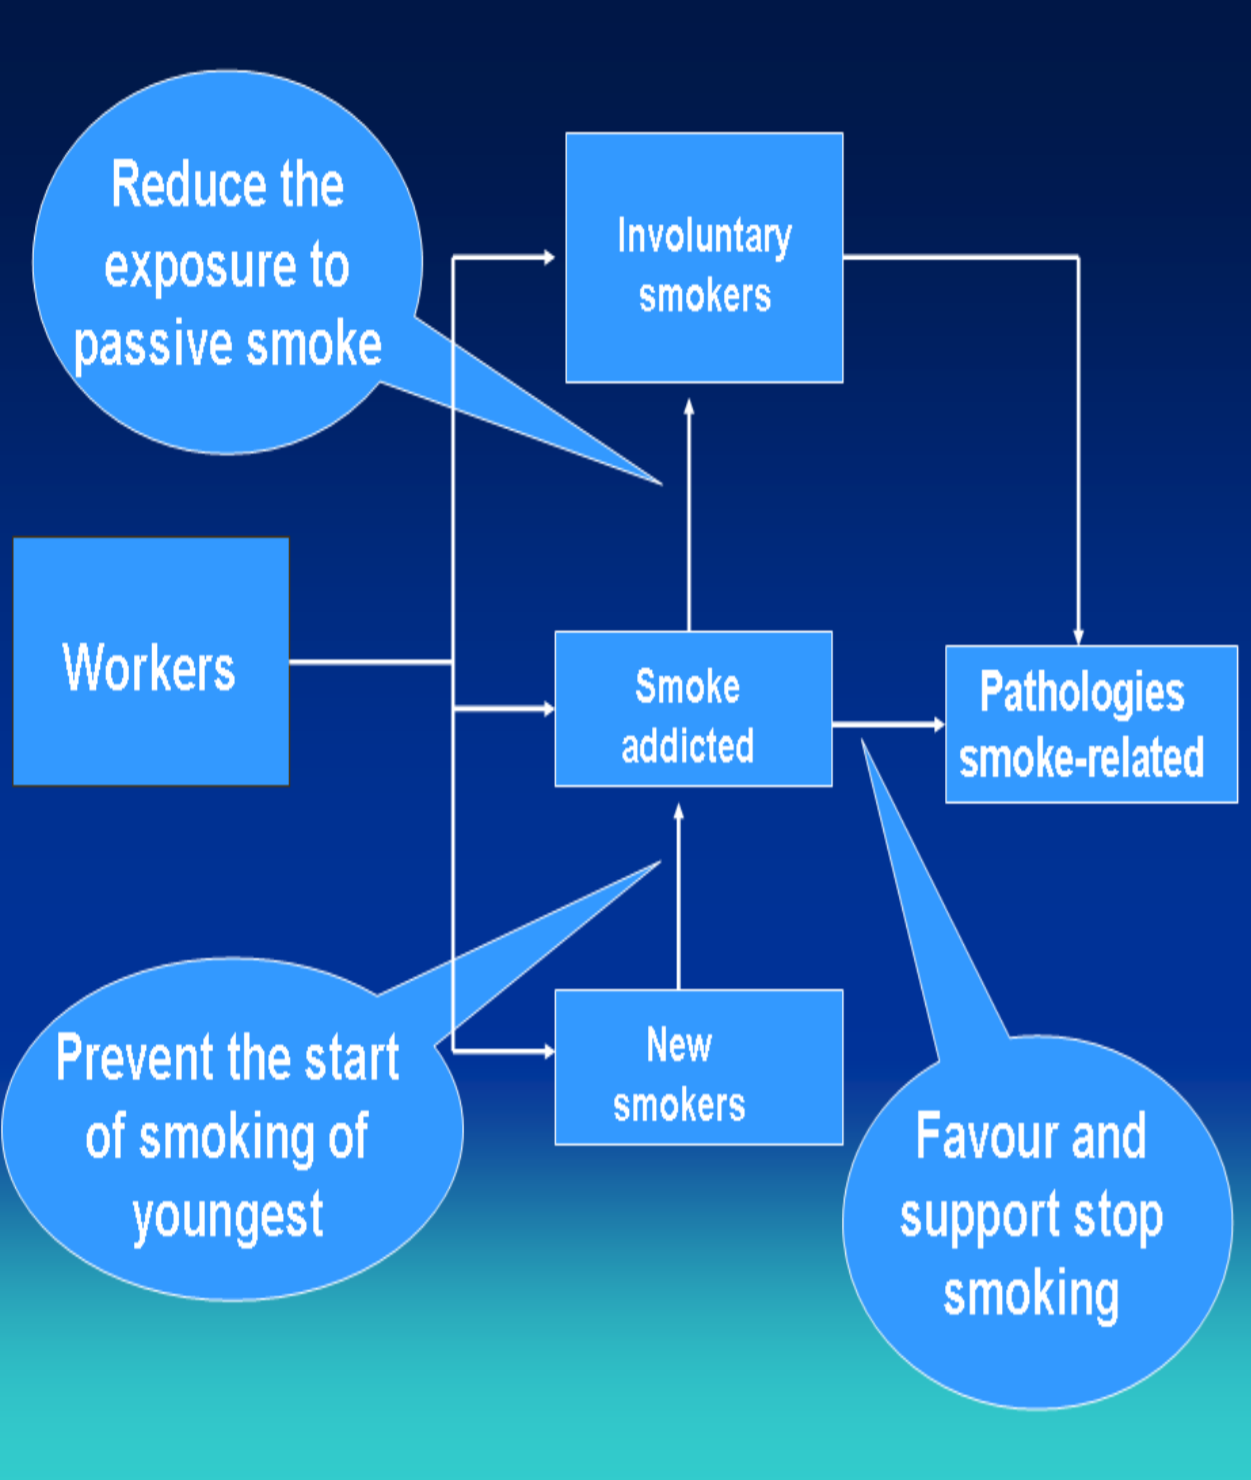 Reduce the
exposure to
passive smoke
Involuntary
smokers
Workers
Smoke
addicted
Pathologies
smoke-related
Prevent the start
of smoking of
youngest
New
smokers
Favour and
support stop
smoking